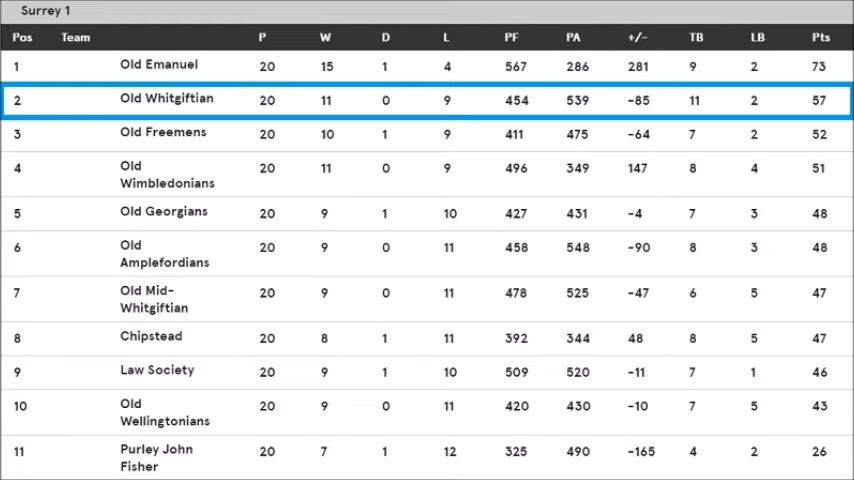 Surrey 1
Pos Team P W D L PF PA +/- TB LB Pts
1 Old Emanuel 20 15 1 4 567 286 281 9 2 73
2 Old Whitgiftian 20 11 0 9 454 539 -85 11 2 57
3 Old Freemens 20 10 1 9 411 475 -64 7 2 52
4 Old Wimbledonians 20 11 0 9 496 349 147 8 4 51
5 Old Georgians 20 9 1 10 427 431 -4 7 3 48
6 Old Amplefordians 20 9 0 11 458 548 -90 8 3 48
7 Old Mid-Whitgiftian 20 9 0 11 478 525 -47 6 5 47
8 Chipstead 20 8 1 11 392 344 48 8 5 47
9 Law Society 20 9 1 10 509 520 -11 7 1 46
10 Old Wellingtonians 20 9 0 11 420 430 -10 7 5 43
11 Purley John Fisher 20 7 1 12 325 490 -165 4 2 26